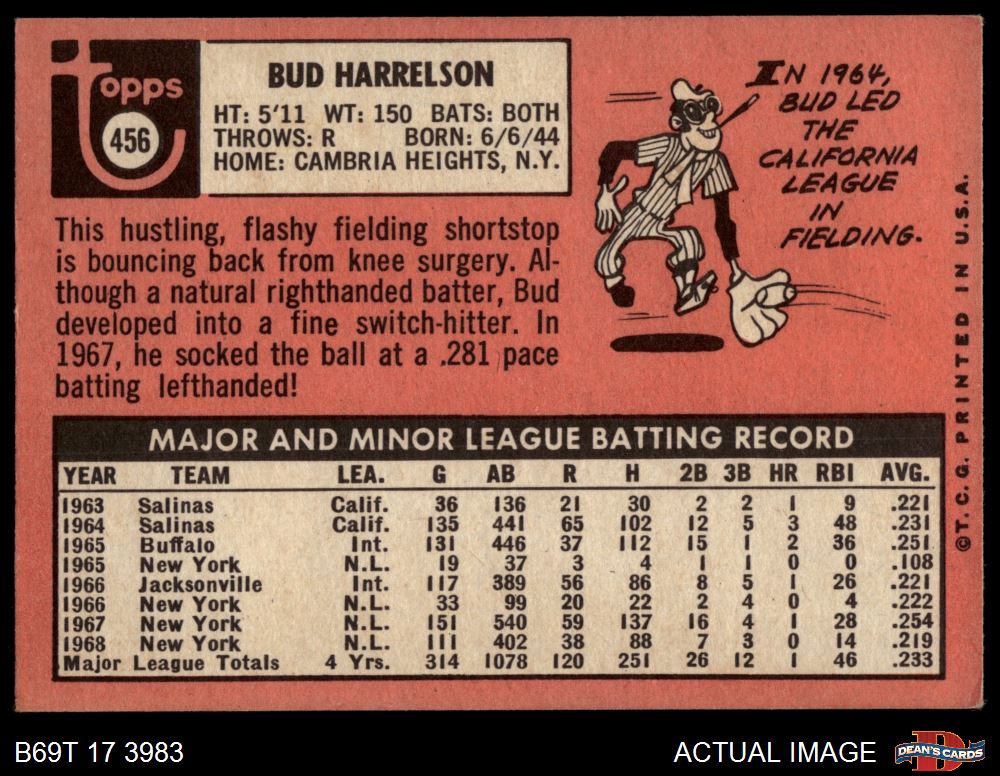 Topps
456
BUD HARRELSON
HT: 5'11 WT: 150 BATS: BOTH
THROWS: R BORN: 6/6/44
HOME: CAMBRIA HEIGHTS, N.Y.
This hustling, flashy fielding shortstop
is bouncing back from knee surgery. Al-
though a natural righthanded batter, Bud
developed into a fine switch-hitter. In
1967, he socked the ball at a .281 pace
batting lefthanded!
IN 1964,
BUD LED
THE
CALIFORNIA
LEAGUE
IN
FIELDING.
©T.C.G. PRINTED IN U.S.A.
MAJOR AND MINOR LEAGUE BATTING RECORD
YEAR TEAM LEA. G AB R H 2B 3B HR RBI AVG.
1963 Salinas Calif. 36 136 21 30 2 2 1 9 .221
1964 Salinas Calif. 135 441 65 102 12 5 3 48 .231
1965 Buffalo Int. 131 446 37 112 15 1 2 36 .251
1965 New York N.L. 19 37 3 4 1 1 0 0 .108
1966 Jacksonville Int. 117 389 56 86 8 5 1 26 .221
1966 New York N.L. 33 99 20 22 2 4 0 4 .222
1967 New York N.L. 151 540 59 137 16 4 1 28 .254
1968 New York N.L. 111 402 38 88 7 3 0 14 .219
Major League Totals 4 Yrs. 314 1078 120 251 26 12 1 46 .233
B69T 17 3983
ACTUAL IMAGE
DEAN'S CARDS